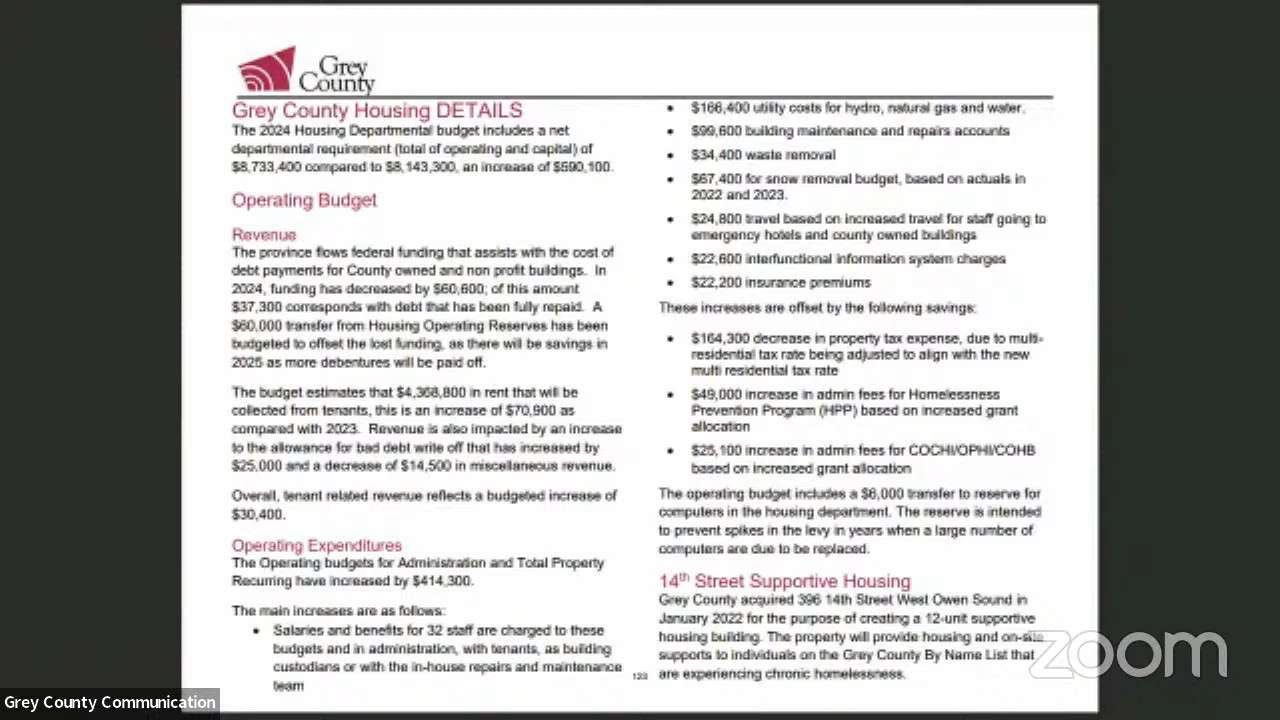 Grey
County
Grey County Housing DETAILS
The 2024 Housing Departmental budget includes a net
departmental requirement (total of operating and capital) of
$8,733,400 compared to $8,143,300, an increase of $590,100.
Operating Budget
Revenue
The province flows federal funding that assists with the cost of
debt payments for County owned and non profit buildings. In
2024, funding has decreased by $60,600; of this amount
$37,300 corresponds with debt that has been fully repaid. A
$60,000 transfer from Housing Operating Reserves has been
budgeted to offset the lost funding, as there will be savings in
2025 as more debentures will be paid off.
The budget estimates that $4,368,800 in rent that will be
collected from tenants, this is an increase of $70,900 as
compared with 2023. Revenue is also impacted by an increase
to the allowance for bad debt write off that has increased by
$25,000 and a decrease of $14,500 in miscellaneous revenue.
Overall, tenant related revenue reflects a budgeted increase of
$30,400.
Operating Expenditures
The Operating budgets for Administration and Total Property
Recurring have increased by $414,300.
The main increases are as follows:
• Salaries and benefits for 32 staff are charged to these
budgets and in administration, with tenants, as building
custodians or with the in-house repairs and maintenance
team
• $166,400 utility costs for hydro, natural gas and water.
• $99,600 building maintenance and repairs accounts
• $34,400 waste removal
• $67,400 for snow removal budget, based on actuals in
2022 and 2023.
• $24,800 travel based on increased travel for staff going to
emergency hotels and county owned buildings
• $22,600 interfunctional information system charges
• $22,200 insurance premiums
These increases are offset by the following savings:
• $164,300 decrease in property tax expense, due to multi-
residential tax rate being adjusted to align with the new
multi residential tax rate
• $49,000 increase in admin fees for Homelessness
Prevention Program (HPP) based on increased grant
allocation
• $25,100 increase in admin fees for COCHI/OPHI/COHB
based on increased grant allocation
The operating budget includes a $6,000 transfer to reserve for
computers in the housing department. The reserve is intended
to prevent spikes in the levy in years when a large number of
computers are due to be replaced.
14th Street Supportive Housing
Grey County acquired 396 14th Street West Owen Sound in
January 2022 for the purpose of creating a 12-unit supportive
housing building. The property will provide housing and on-site
supports to individuals on the Grey County By Name List that
are experiencing chronic homelessness.
123
zoom
Grey County Communication